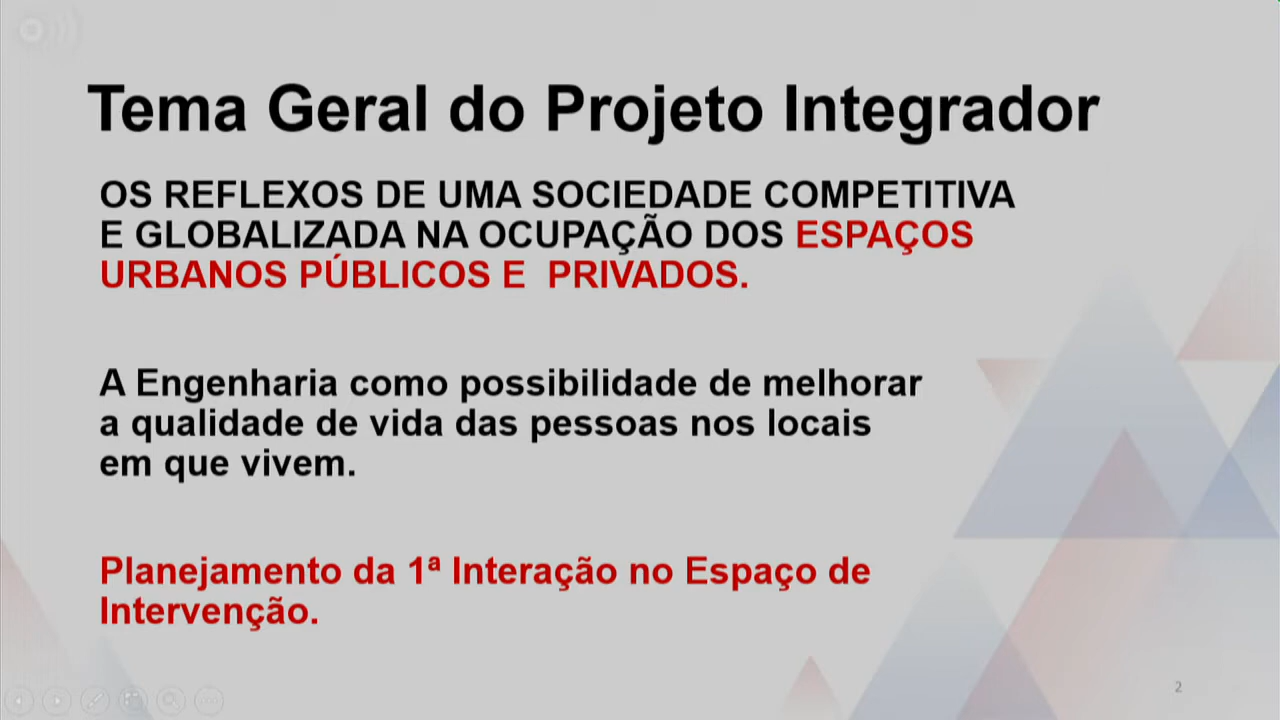 Tema Geral do Projeto Integrador
OS REFLEXOS DE UMA SOCIEDADE COMPETITIVA
E GLOBALIZADA NA OCUPAÇÃO DOS ESPAÇOS
URBANOS PÚBLICOS E  PRIVADOS.
A Engenharia como possibilidade de melhorar
a qualidade de vida das pessoas nos locais
em que vivem.
Planejamento da 1ª Interação no Espaço de
Intervenção.
2